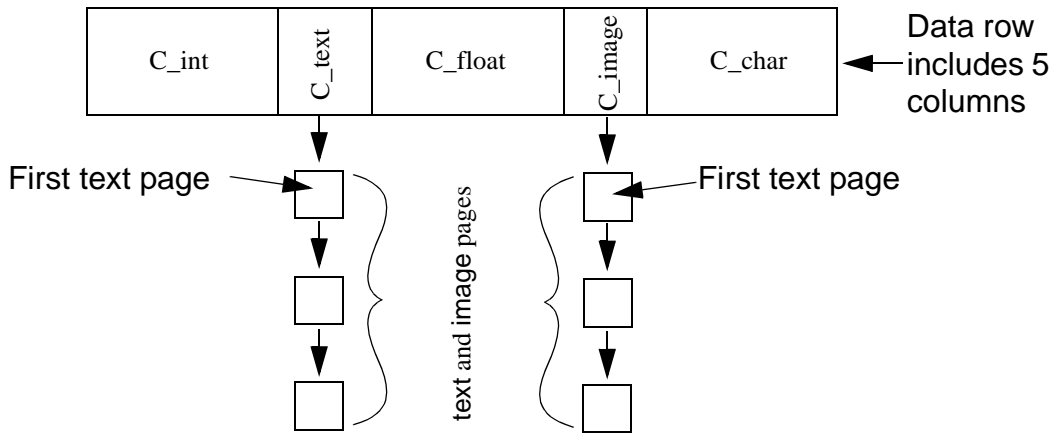 C_int
C_text
C_float
C_image
C_char
Data row
includes 5
columns
First text page
First text page
text and image pages